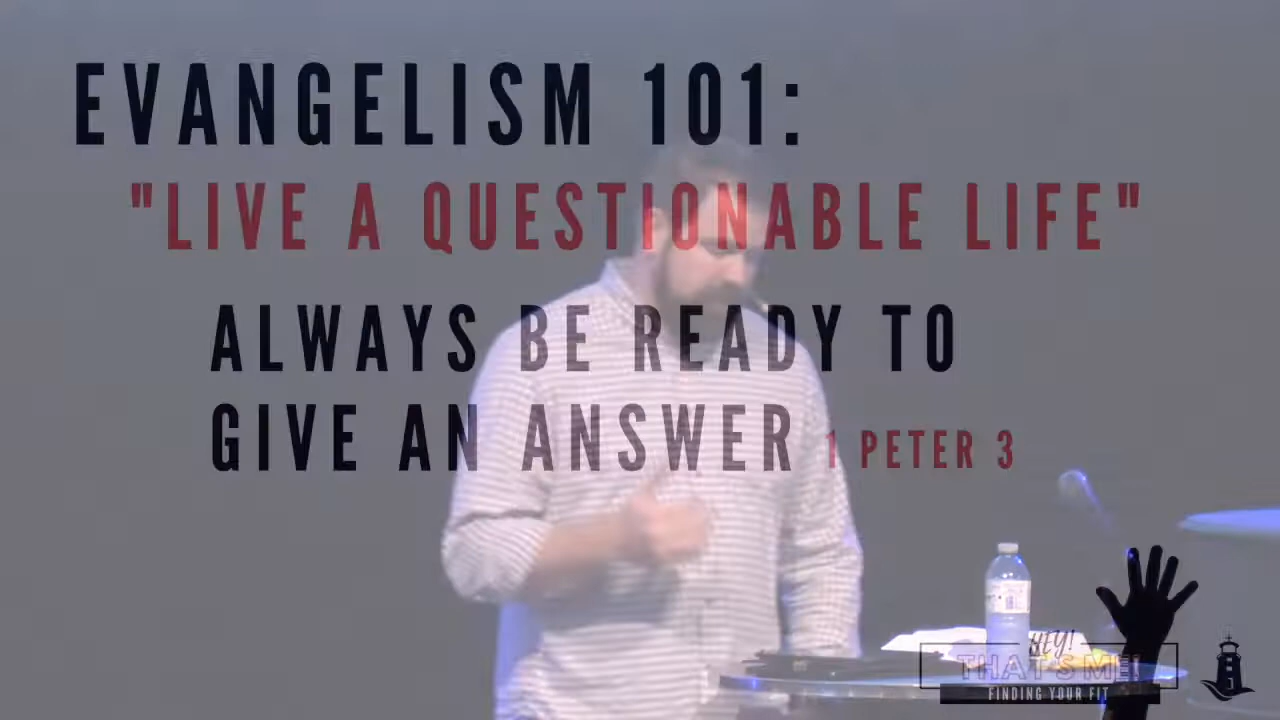 EVANGELISM 101:
"LIVE A QUESTIONABLE LIFE"
ALWAYS BE READY TO
GIVE AN ANSWER 1 PETER 3
HEY!
THAT'S ME!
FINDING YOUR FIT